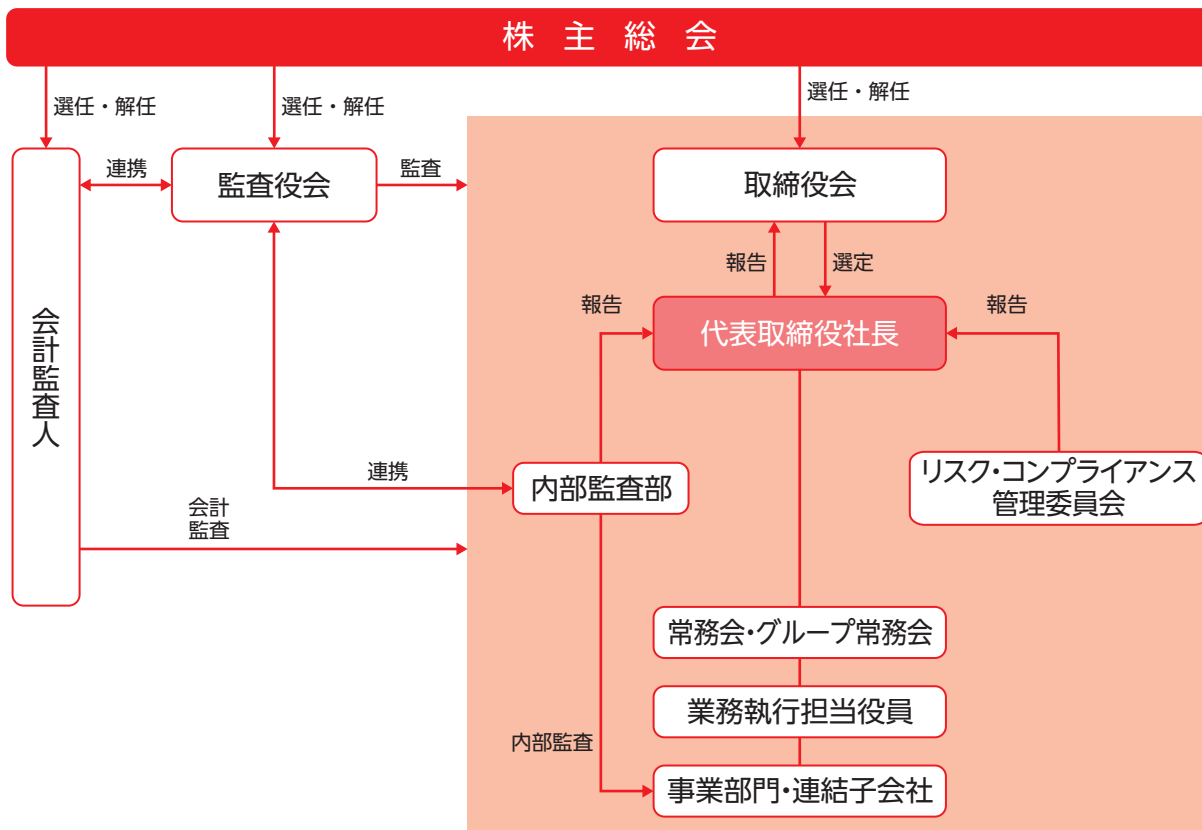 株主総会
選任・解任
選任・解任
選任・解任
連携
監査役会
監査
取締役会
報告
選定
報告
代表取締役社長
報告
会計監査人
連携
内部監査部
リスク・コンプライアンス
管理委員会
会計
監査
常務会・グループ常務会
業務執行担当役員
内部監査
事業部門・連結子会社